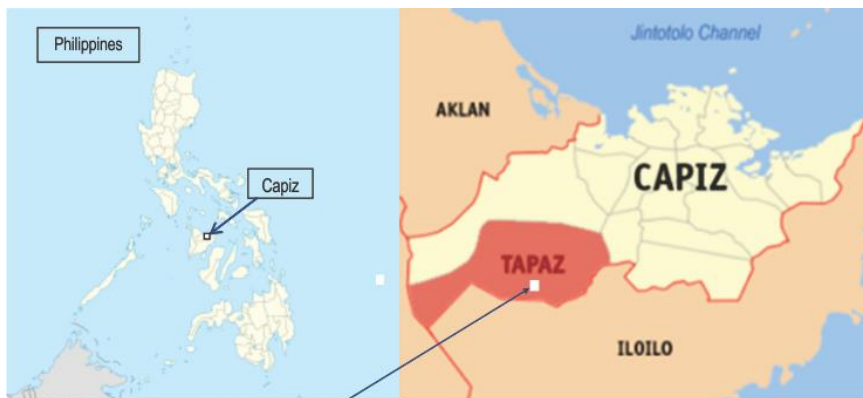 Philippines
Capiz
Jintotolo Channel
AKLAN
CAPIZ
TAPAZ
ILOILO